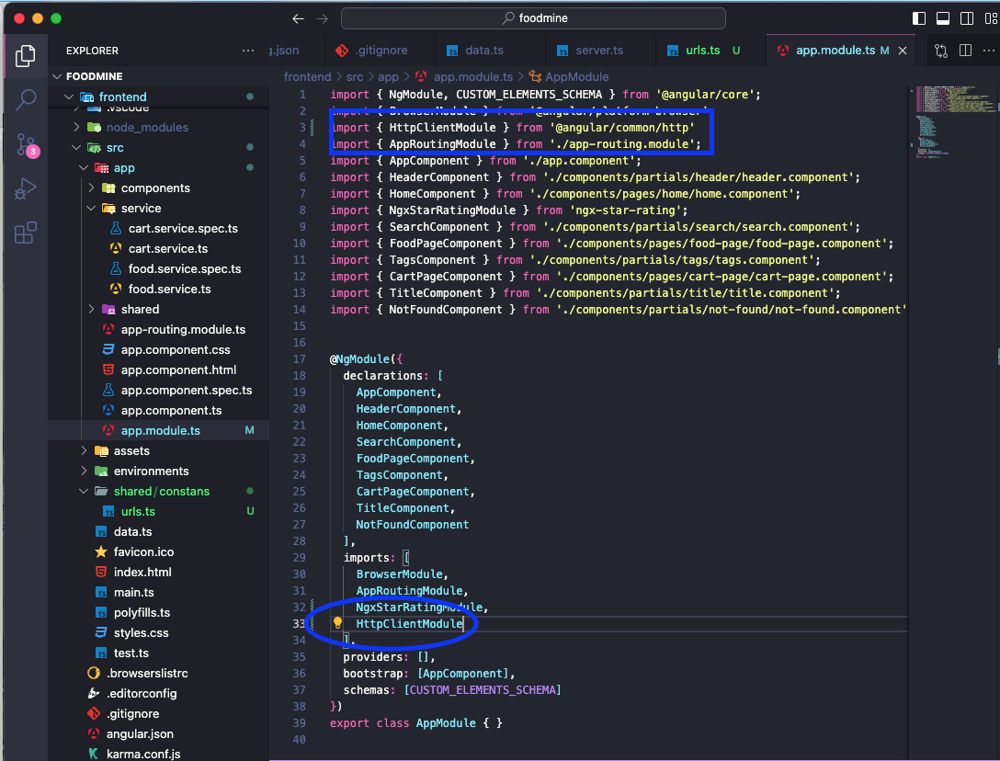 foodmine
EXPLORER
g.json
.gitignore
data.ts
server.ts
urls.ts U
app.module.ts M
FOODMINE
frontend > src > app > app.module.ts > AppModule
frontend
.vscode
node_modules
src
app
components
service
cart.service.spec.ts
cart.service.ts
food.service.spec.ts
food.service.ts
shared
app-routing.module.ts
app.component.css
app.component.html
app.component.spec.ts
app.component.ts
app.module.ts M
assets
environments
shared/constans
urls.ts U
data.ts
favicon.ico
index.html
main.ts
polyfills.ts
styles.css
test.ts
.browserslistrc
.editorconfig
.gitignore
angular.json
karma.conf.js
3
1 import { NgModule, CUSTOM_ELEMENTS_SCHEMA } from '@angular/core';
2 import { BrowserModule } from '@angular/platform-browser'
3 import { HttpClientModule } from '@angular/common/http'
4 import { AppRoutingModule } from './app-routing.module';
5 import { AppComponent } from './app.component';
6 import { HeaderComponent } from './components/partials/header/header.component';
7 import { HomeComponent } from './components/pages/home/home.component';
8 import { NgxStarRatingModule } from 'ngx-star-rating';
9 import { SearchComponent } from './components/partials/search/search.component';
10 import { FoodPageComponent } from './components/pages/food-page/food-page.component';
11 import { TagsComponent } from './components/partials/tags/tags.component';
12 import { CartPageComponent } from './components/pages/cart-page/cart-page.component';
13 import { TitleComponent } from './components/partials/title/title.component';
14 import { NotFoundComponent } from './components/partials/not-found/not-found.component'
15
16
17 @NgModule({
18 declarations: [
19 AppComponent,
20 HeaderComponent,
21 HomeComponent,
22 SearchComponent,
23 FoodPageComponent,
24 TagsComponent,
25 CartPageComponent,
26 TitleComponent,
27 NotFoundComponent
28 ],
29 imports: [
30 BrowserModule,
31 AppRoutingModule,
32 NgxStarRatingModule,
33 HttpClientModule
34 ],
35 providers: [],
36 bootstrap: [AppComponent],
37 schemas: [CUSTOM_ELEMENTS_SCHEMA]
38 })
39 export class AppModule { }
40